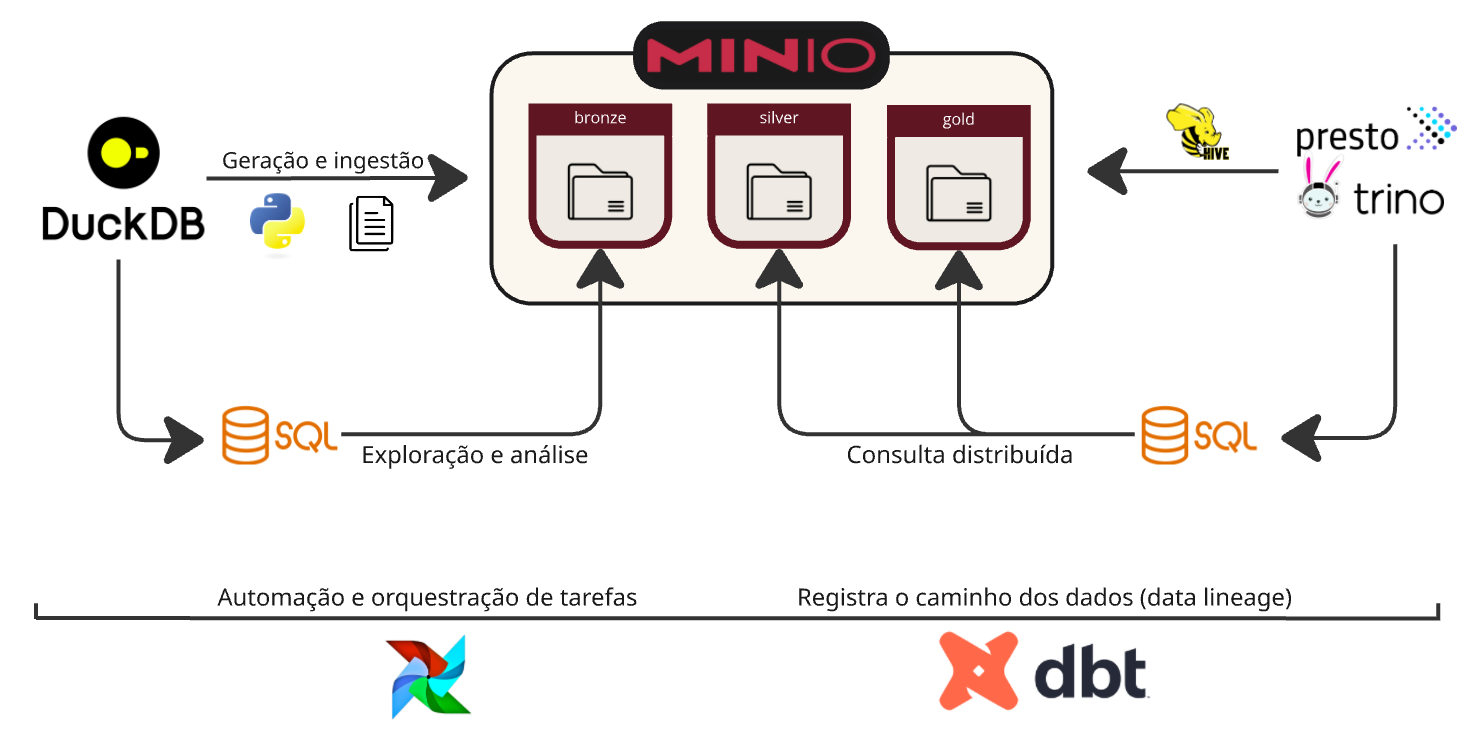 MINIO
bronze
silver
gold
DuckDB
Geração e ingestão
HIVE
presto
trino
SQL
Exploração e análise
Consulta distribuída
SQL
Automação e orquestração de tarefas
Registra o caminho dos dados (data lineage)
dbt